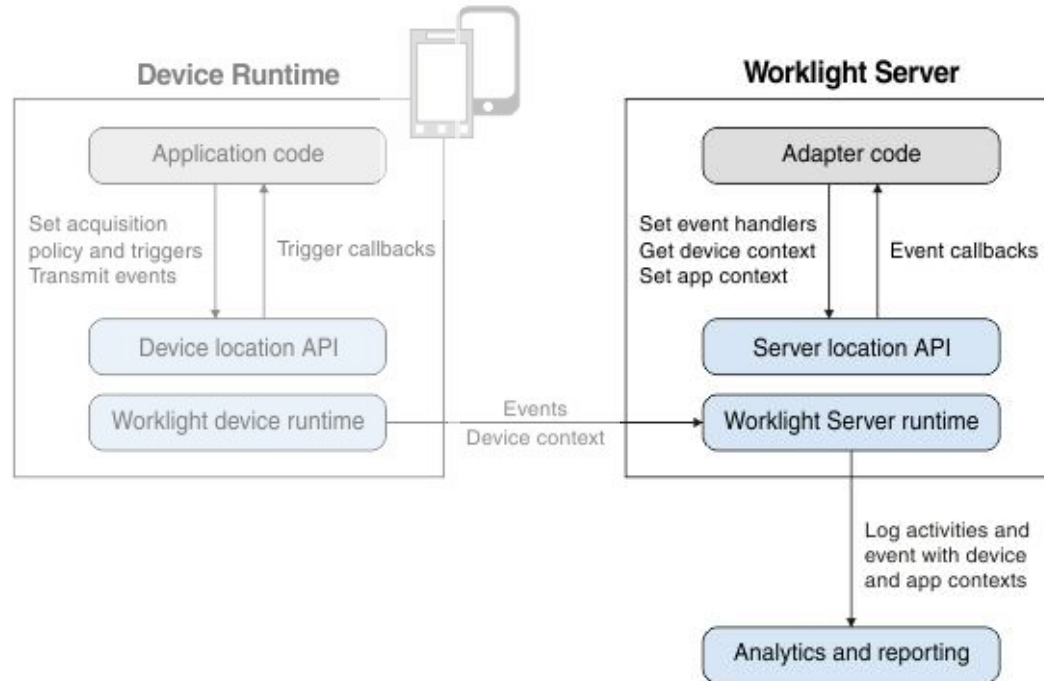 Device Runtime
Application code
Set acquisition
policy and triggers
Transmit events
Trigger callbacks
Device location API
Worklight device runtime
Events
Device context
Worklight Server
Adapter code
Set event handlers
Get device context
Set app context
Event callbacks
Server location API
Worklight Server runtime
Log activities and
event with device
and app contexts
Analytics and reporting